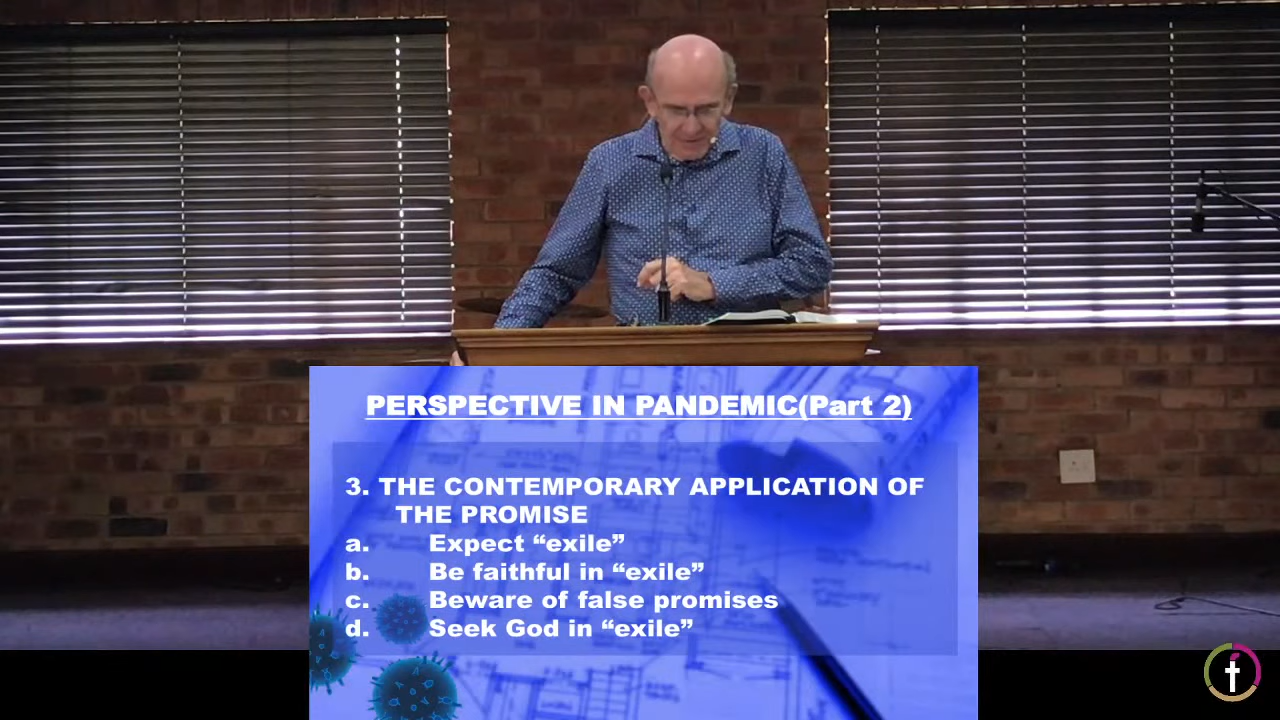 PERSPECTIVE IN PANDEMIC(Part 2)
3. THE CONTEMPORARY APPLICATION OF
THE PROMISE
a. Expect “exile”
b. Be faithful in “exile”
c. Beware of false promises
d. Seek God in “exile”